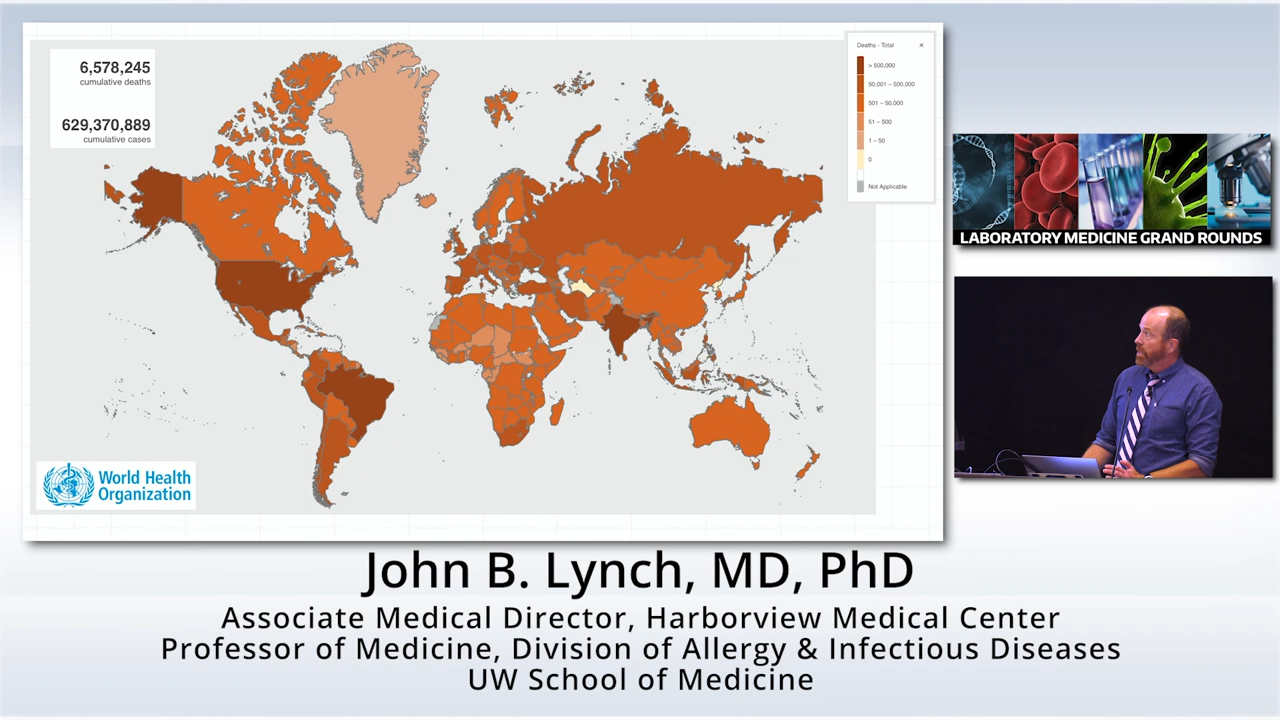 6,578,245
cumulative deaths
629,370,889
cumulative cases
Deaths - Total
×
> 500,000
50,001 – 500,000
501 – 50,000
51 – 500
1 – 50
0
Not Applicable
World Health
Organization
LABORATORY MEDICINE GRAND ROUNDS
John B. Lynch, MD, PhD
Associate Medical Director, Harborview Medical Center
Professor of Medicine, Division of Allergy & Infectious Diseases
UW School of Medicine